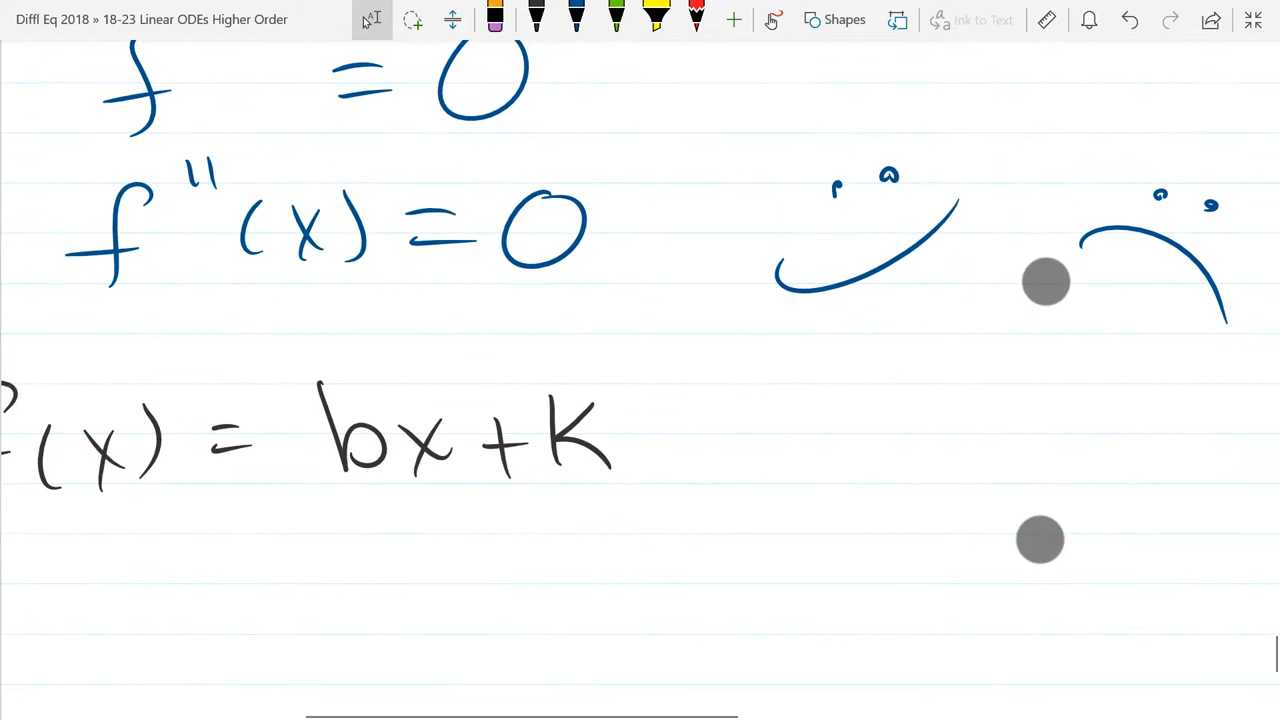 Diffl Eq 2018 » 18-23 Linear ODEs Higher Order
Shapes
Ink to Text
f = 0
f''(x) = 0
f(x) = bx + K